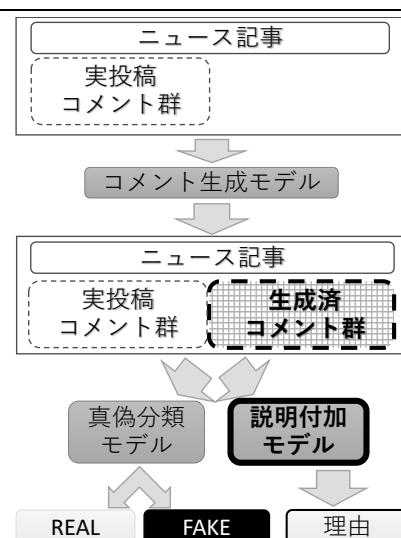 ニュース記事
実投稿
コメント群
コメント生成モデル
ニュース記事
実投稿
コメント群
生成済
コメント群
真偽分類
モデル
説明付加
モデル
REAL
FAKE
理由